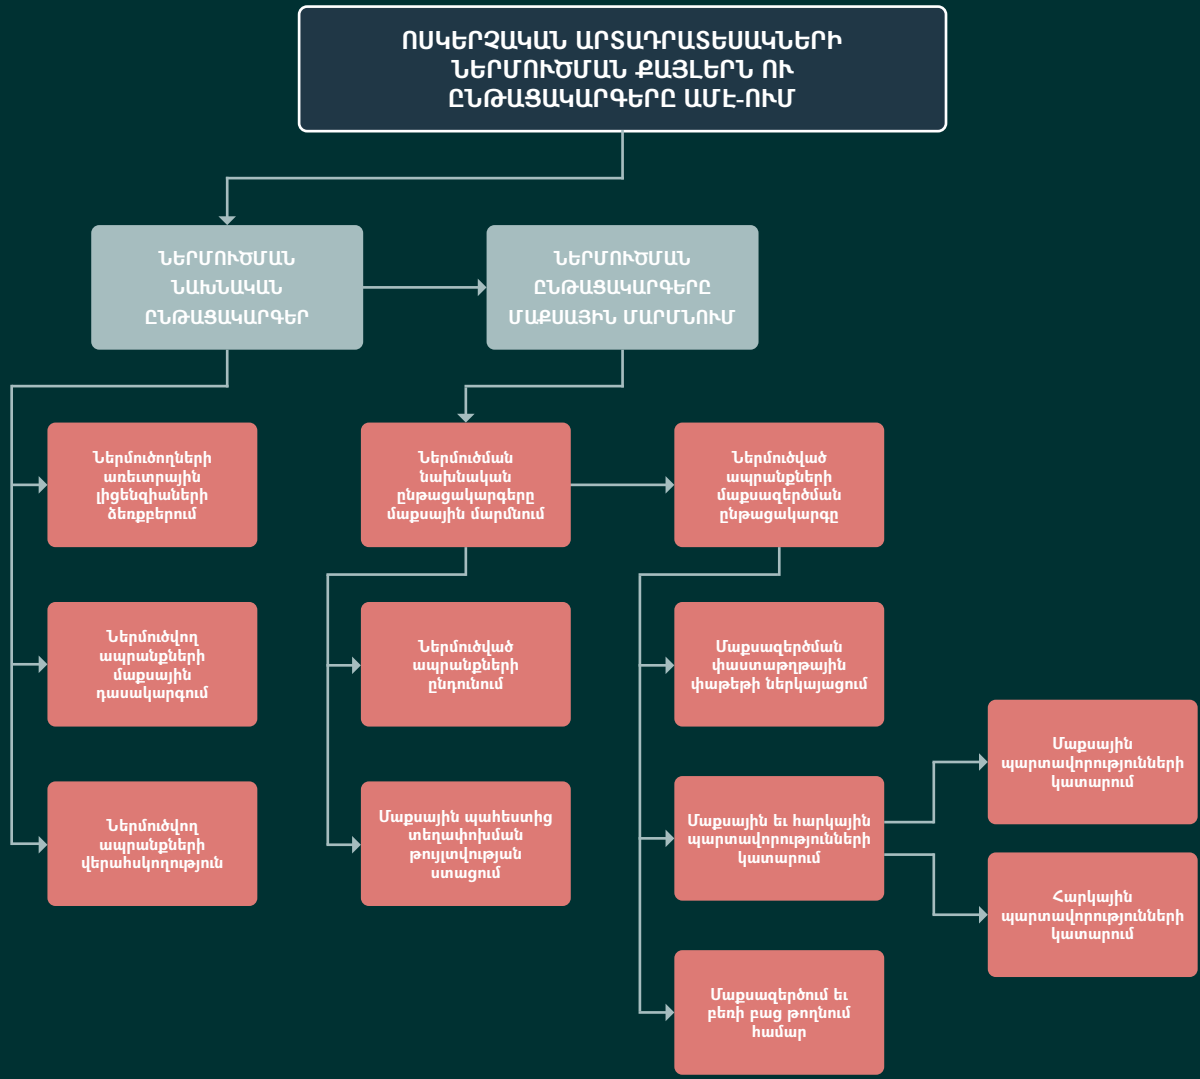 ՈՍԿԵՐՉԱԿԱՆ ԱՐՏԱԴՐԱՏԵՍԱԿՆԵՐԻ
ՆԵՐՄՈՒԾՄԱՆ ՔԱՅԼԵՐՆ ՈՒ
ԸՆԹԱՑԱԿԱՐԳԵՐԸ ԱՄԷ-ՈՒՄ
ՆԵՐՄՈՒԾՄԱՆ
ՆԱԽՆԱԿԱՆ
ԸՆԹԱՑԱԿԱՐԳԵՐ
ՆԵՐՄՈՒԾՄԱՆ
ԸՆԹԱՑԱԿԱՐԳԵՐԸ
ՄԱՔՍԱՅԻՆ ՄԱՐՄՆՈՒՄ
Ներմուծողների
առեւտրային
լիցենզիաների
ձեռքբերում
Ներմուծման
նախնական
ընթացակարգերը
մաքսային մարմնում
Ներմուծված
ապրանքների
մաքսազերծման
ընթացակարգը
Ներմուծվող
ապրանքների
մաքսային
դասակարգում
Ներմուծված
ապրանքների
ընդունում
Մաքսազերծման
փաստաթղթային
փաթեթի ներկայացում
Մաքսային
պարտավորությունների
կատարում
Ներմուծվող
ապրանքների
վերահսկողություն
Մաքսային պահեստից
տեղափոխման
թույլտվության
ստացում
Մաքսային եւ հարկային
պարտավորությունների
կատարում
Հարկային
պարտավորությունների
կատարում
Մաքսազերծում եւ
բեռի բաց թողնում
համար